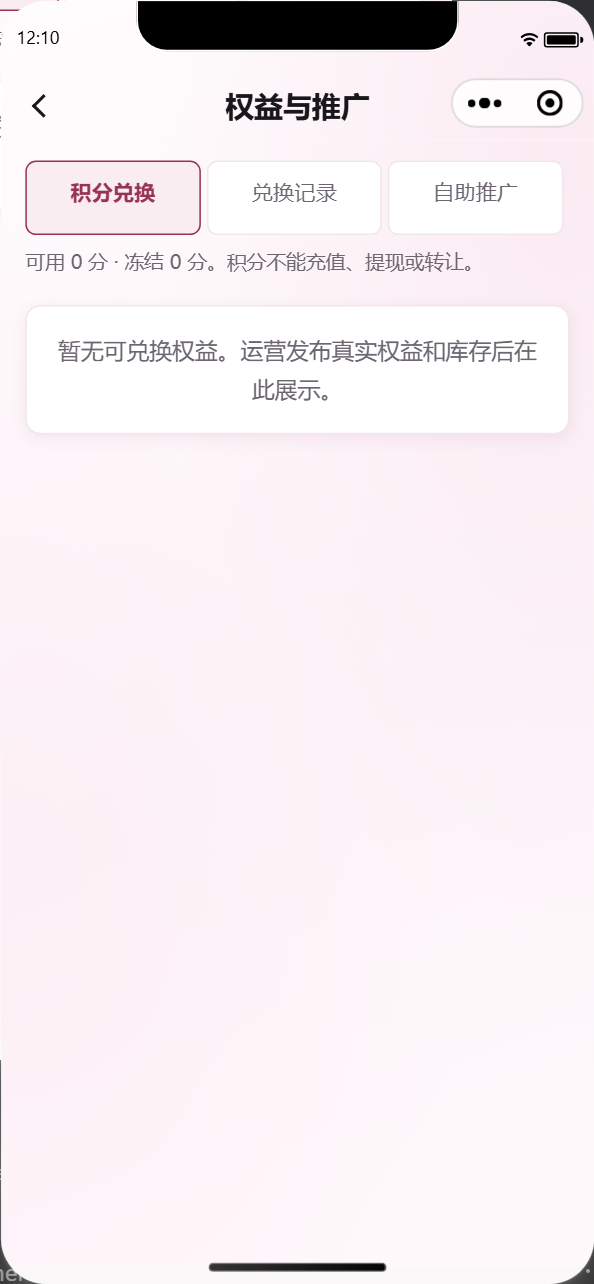 12:10
权益与推广
积分兑换
兑换记录
自助推广
可用 0 分 · 冻结 0 分。积分不能充值、提现或转让。
暂无可兑换权益。运营发布真实权益和库存后在
此展示。